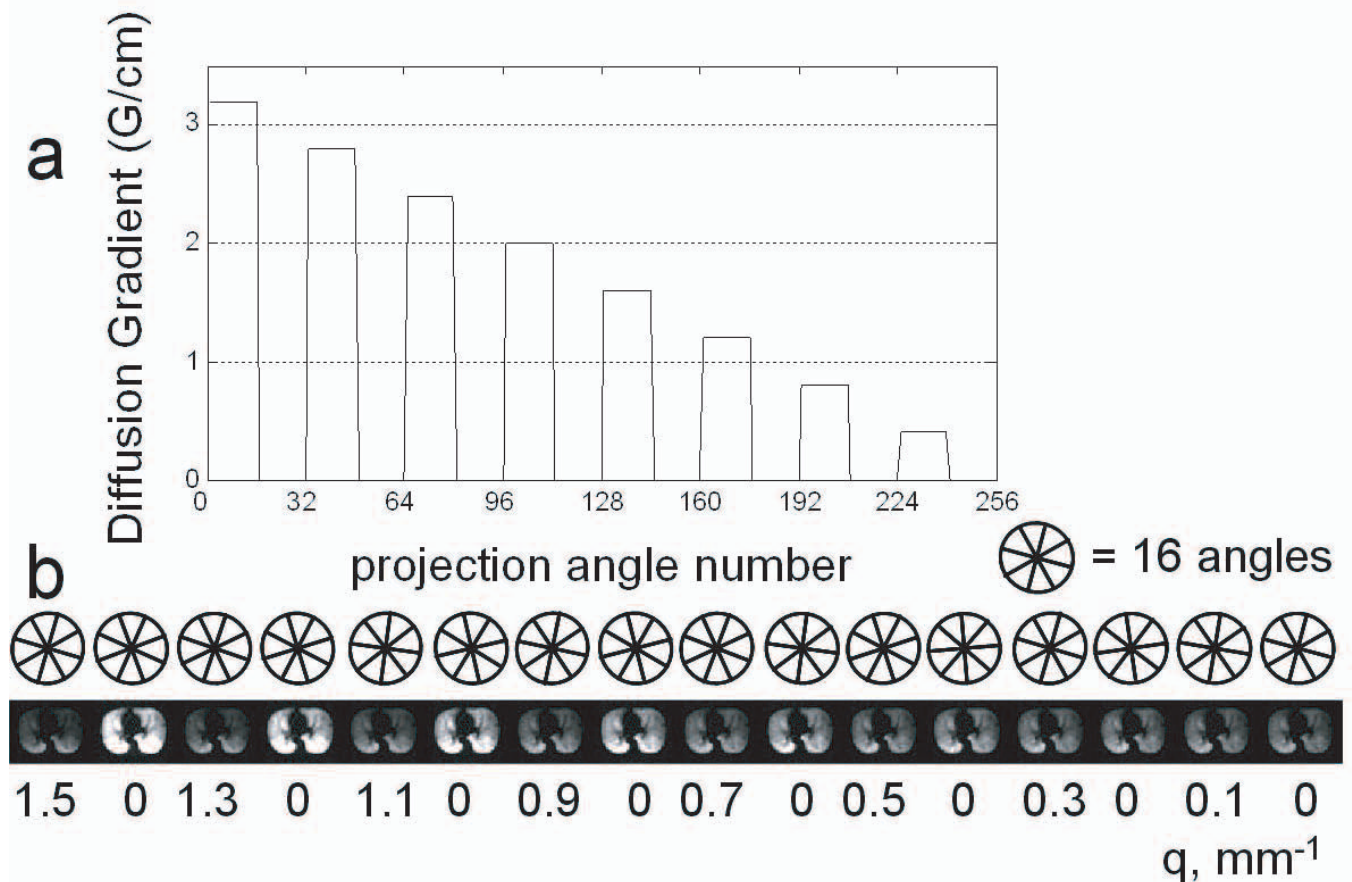 a
Diffusion Gradient (G/cm)
3
2
1
0
0 32 64 96 128 160 192 224 256
projection angle number
= 16 angles
b
1.5 0 1.3 0 1.1 0 0.9 0 0.7 0 0.5 0 0.3 0 0.1 0
q, mm⁻¹